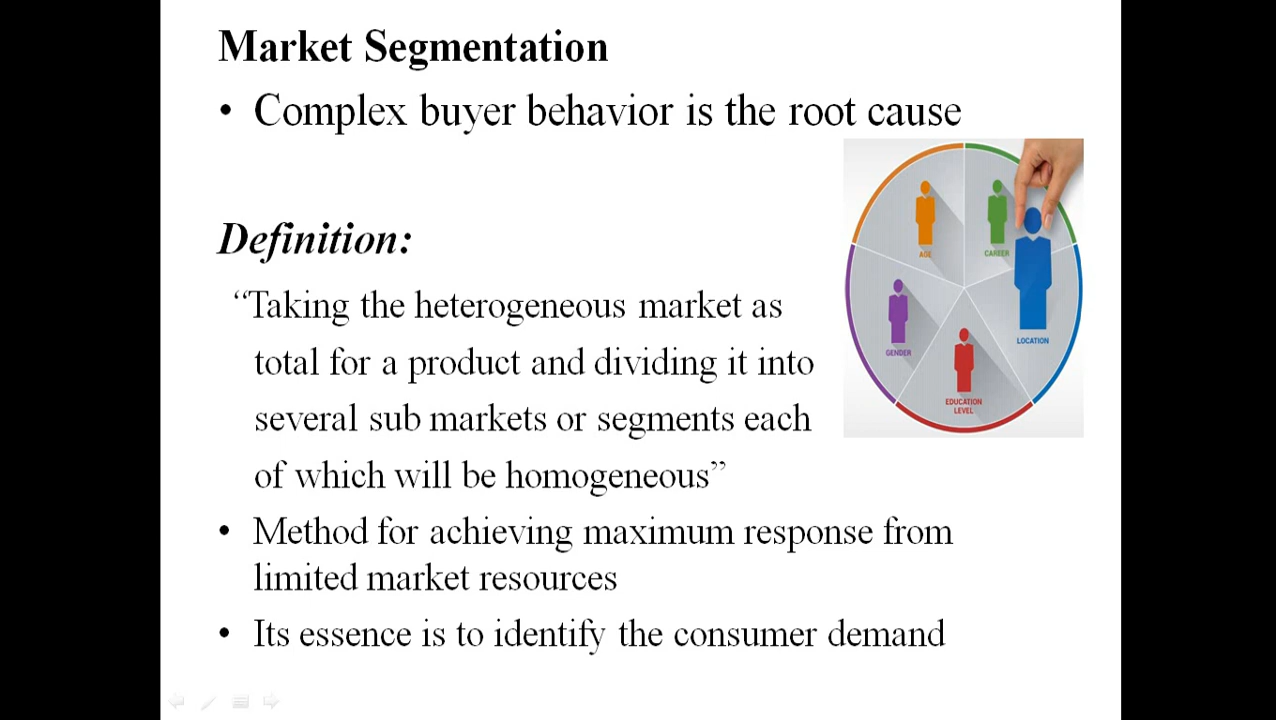 Market Segmentation
• Complex buyer behavior is the root cause
Definition:
“Taking the heterogeneous market as
total for a product and dividing it into
several sub markets or segments each
of which will be homogeneous”
• Method for achieving maximum response from
limited market resources
• Its essence is to identify the consumer demand
AGE
CAREER
LOCATION
GENDER
EDUCATION
LEVEL